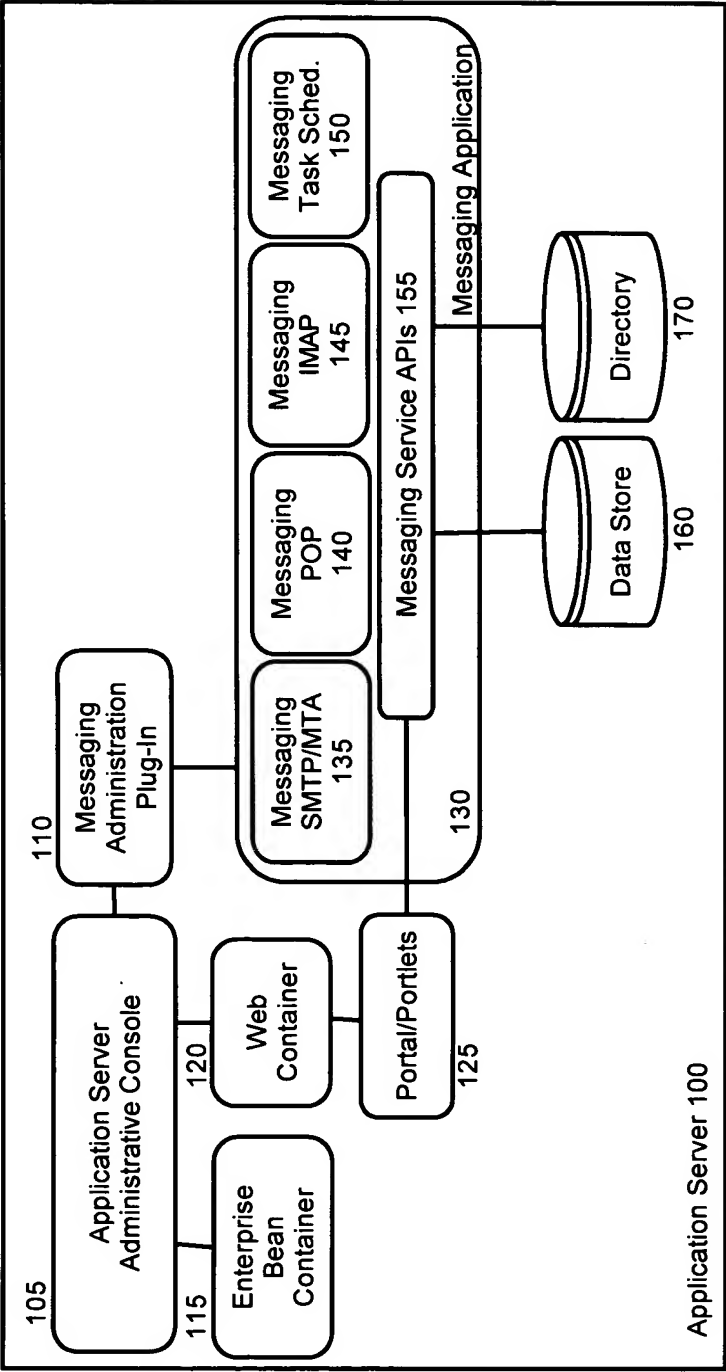 105
Application Server
Administrative Console
110
Messaging
Administration
Plug-In
115
Enterprise
Bean
Container
120
Web
Container
Portal/Portlets
125
Messaging
SMTP/MTA
135
Messaging
POP
140
Messaging
IMAP
145
Messaging
Task Sched.
150
Messaging Service APIs 155
130
Messaging Application
Data Store
160
Directory
170
Application Server 100